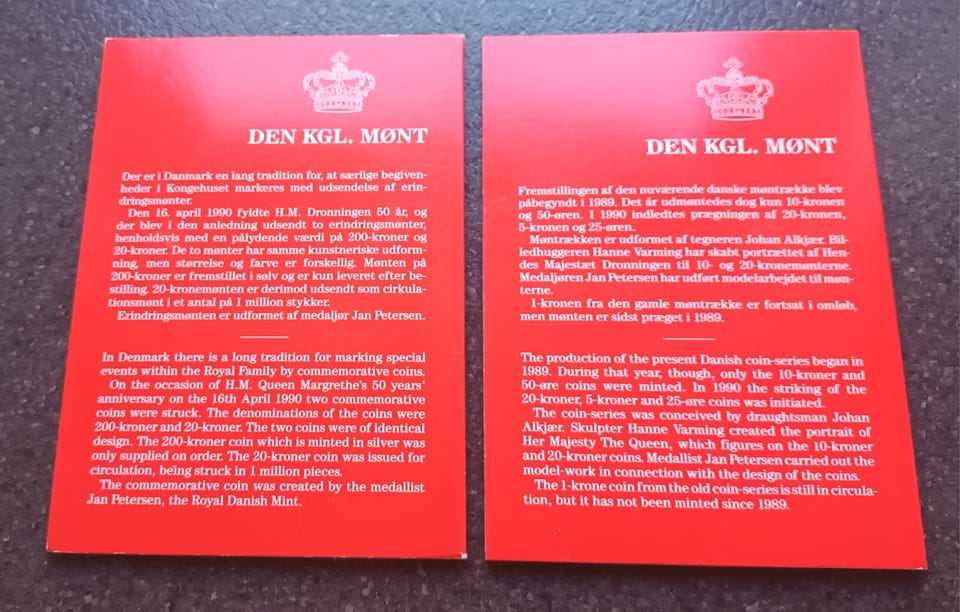 DEN KGL. MØNT
Der er i Danmark en lang tradition for, at særlige begiven-
heder i Kongehuset markeres med udsendelse af erin-
dringsmønter.
Den 16. april 1990 fyldte H.M. Dronningen 50 år, og
der blev i den anledning udsendt to erindringsmønter,
henholdsvis med en pålydende værdi på 200-kroner og
20-kroner. De to mønter har samme kunstneriske udform-
ning, men størrelse og farve er forskellig. Mønten på
200-kroner er fremstillet i sølv og er kun leveret efter be-
stilling. 20-kronemønten er derimod udsendt som cirkula-
tionsmønt i et antal på 1 million stykker.
Erindringsmønten er udformet af medaljør Jan Petersen.
In Denmark there is a long tradition for marking special
events within the Royal Family by commemorative coins.
On the occasion of H.M. Queen Margrethe's 50 years'
anniversary on the 16th April 1990 two commemorative
coins were struck. The denominations of the coins were
200-kroner and 20-kroner. The two coins were of identical
design. The 200-kroner coin which is minted in silver was
only supplied on order. The 20-kroner coin was issued for
circulation, being struck in 1 million pieces.
The commemorative coin was created by the medallist
Jan Petersen, the Royal Danish Mint.
DEN KGL. MØNT
Fremstillingen af den nuværende danske møntrække blev
påbegyndt i 1989. Det år udmøntedes dog kun 10-kronen
og 50-øren. I 1990 indledtes prægningen af 20-kronen,
5-kronen og 25-øren.
Møntrækken er udformet af tegneren Johan Alkjær. Bil-
ledhuggeren Hanne Varming har skabt portrættet af Hen-
des Majestæt Dronningen til 10- og 20-kronemønterne.
Medaljøren Jan Petersen har udført modelarbejdet til møn-
terne.
1-kronen fra den gamle møntrække er fortsat i omløb,
men mønten er sidst præget i 1989.
The production of the present Danish coin-series began in
1989. During that year, though, only the 10-kroner and
50-øre coins were minted. In 1990 the striking of the
20-kroner, 5-kroner and 25-øre coins was initiated.
The coin-series was conceived by draughtsman Johan
Alkjær. Skulpter Hanne Varming created the portrait of
Her Majesty The Queen, which figures on the 10-kroner
and 20-kroner coins. Medallist Jan Petersen carried out the
model-work in connection with the design of the coins.
The 1-krone coin from the old coin-series is still in circula-
tion, but it has not been minted since 1989.